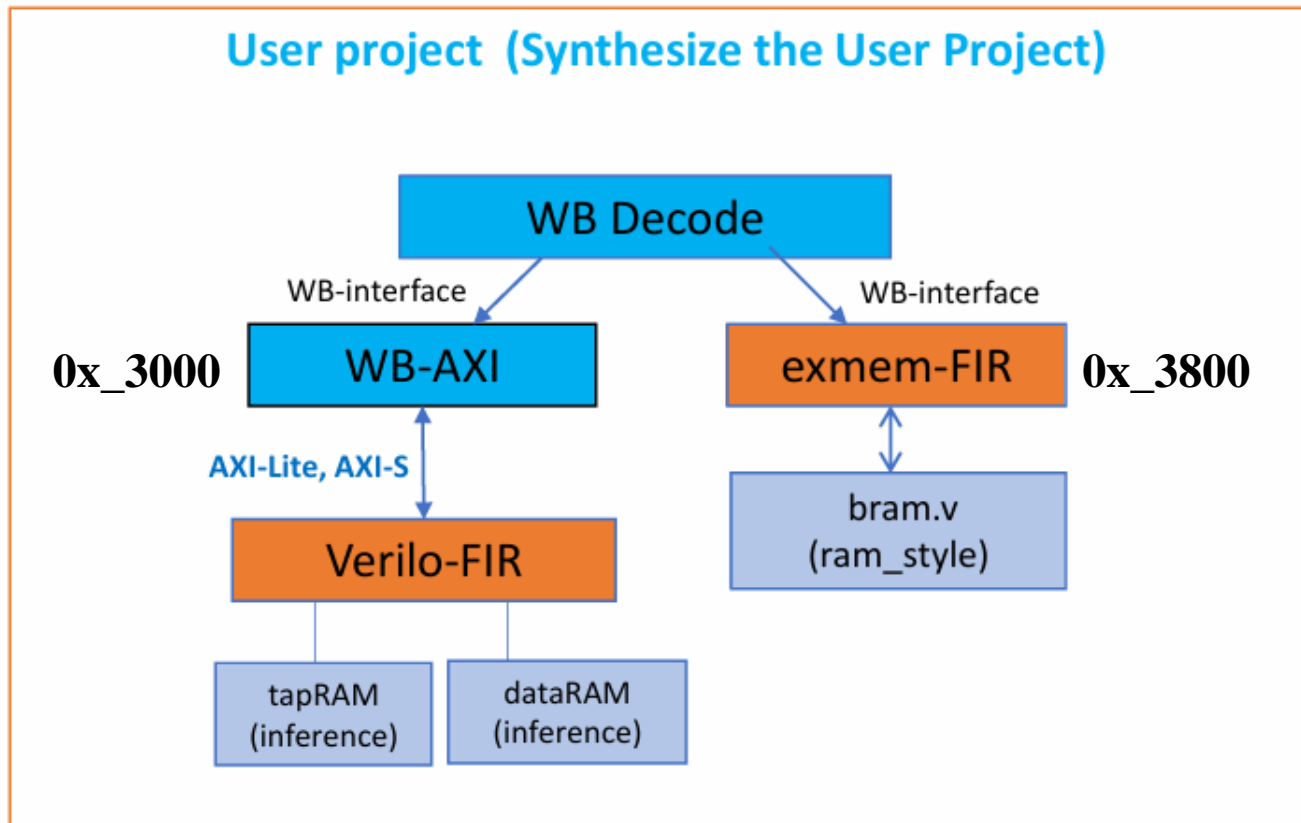 User project  (Synthesize the User Project)
WB Decode
WB-interface
WB-interface
0x_3000
WB-AXI
exmem-FIR
0x_3800
AXI-Lite, AXI-S
bram.v
(ram_style)
Verilo-FIR
tapRAM
(inference)
dataRAM
(inference)